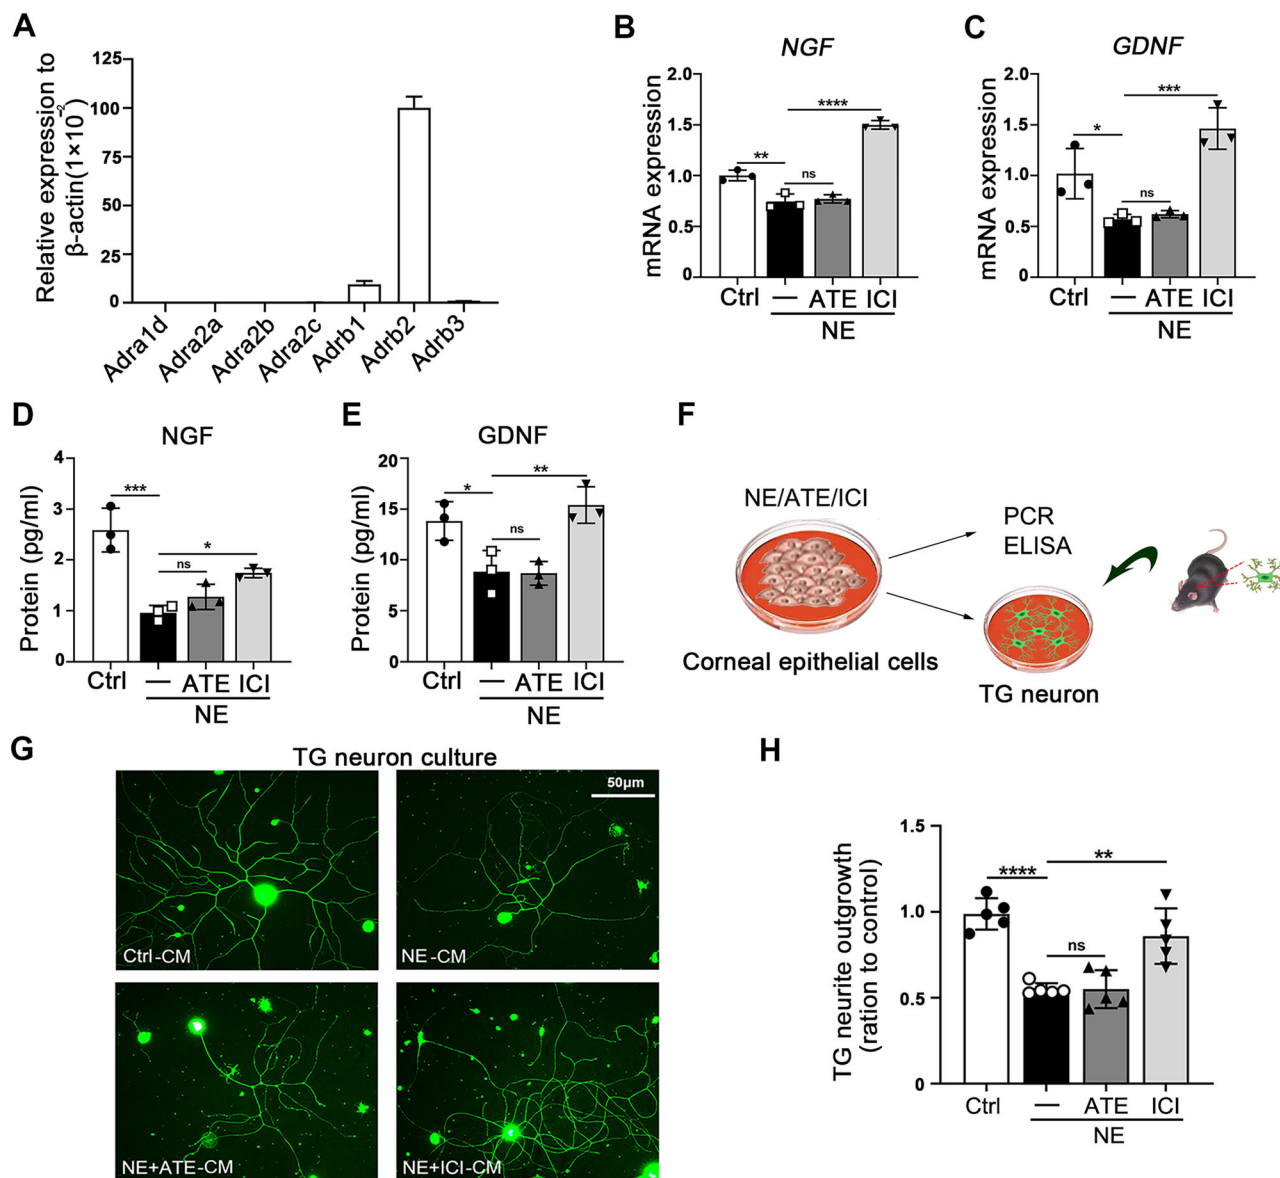 A
Relative expression to
β-actin(1×10⁻²)
125
100
75
50
25
0
Adra1d
Adra2a
Adra2b
Adra2c
Adrb1
Adrb2
Adrb3
B
NGF
mRNA expression
2.0
1.5
1.0
0.5
0
**
ns
****
Ctrl — ATE ICI
NE
C
GDNF
mRNA expression
2.0
1.5
1.0
0.5
0
*
ns
***
Ctrl — ATE ICI
NE
D
NGF
Protein (pg/ml)
4
3
2
1
0
***
ns
*
Ctrl — ATE ICI
NE
E
GDNF
Protein (pg/ml)
20
15
10
5
0
*
ns
**
Ctrl — ATE ICI
NE
F
NE/ATE/ICI
PCR
ELISA
Corneal epithelial cells
TG neuron
G
TG neuron culture
50μm
Ctrl-CM
NE-CM
NE+ATE-CM
NE+ICI-CM
H
TG neurite outgrowth
(ration to control)
1.5
1.0
0.5
0
****
ns
**
Ctrl — ATE ICI
NE